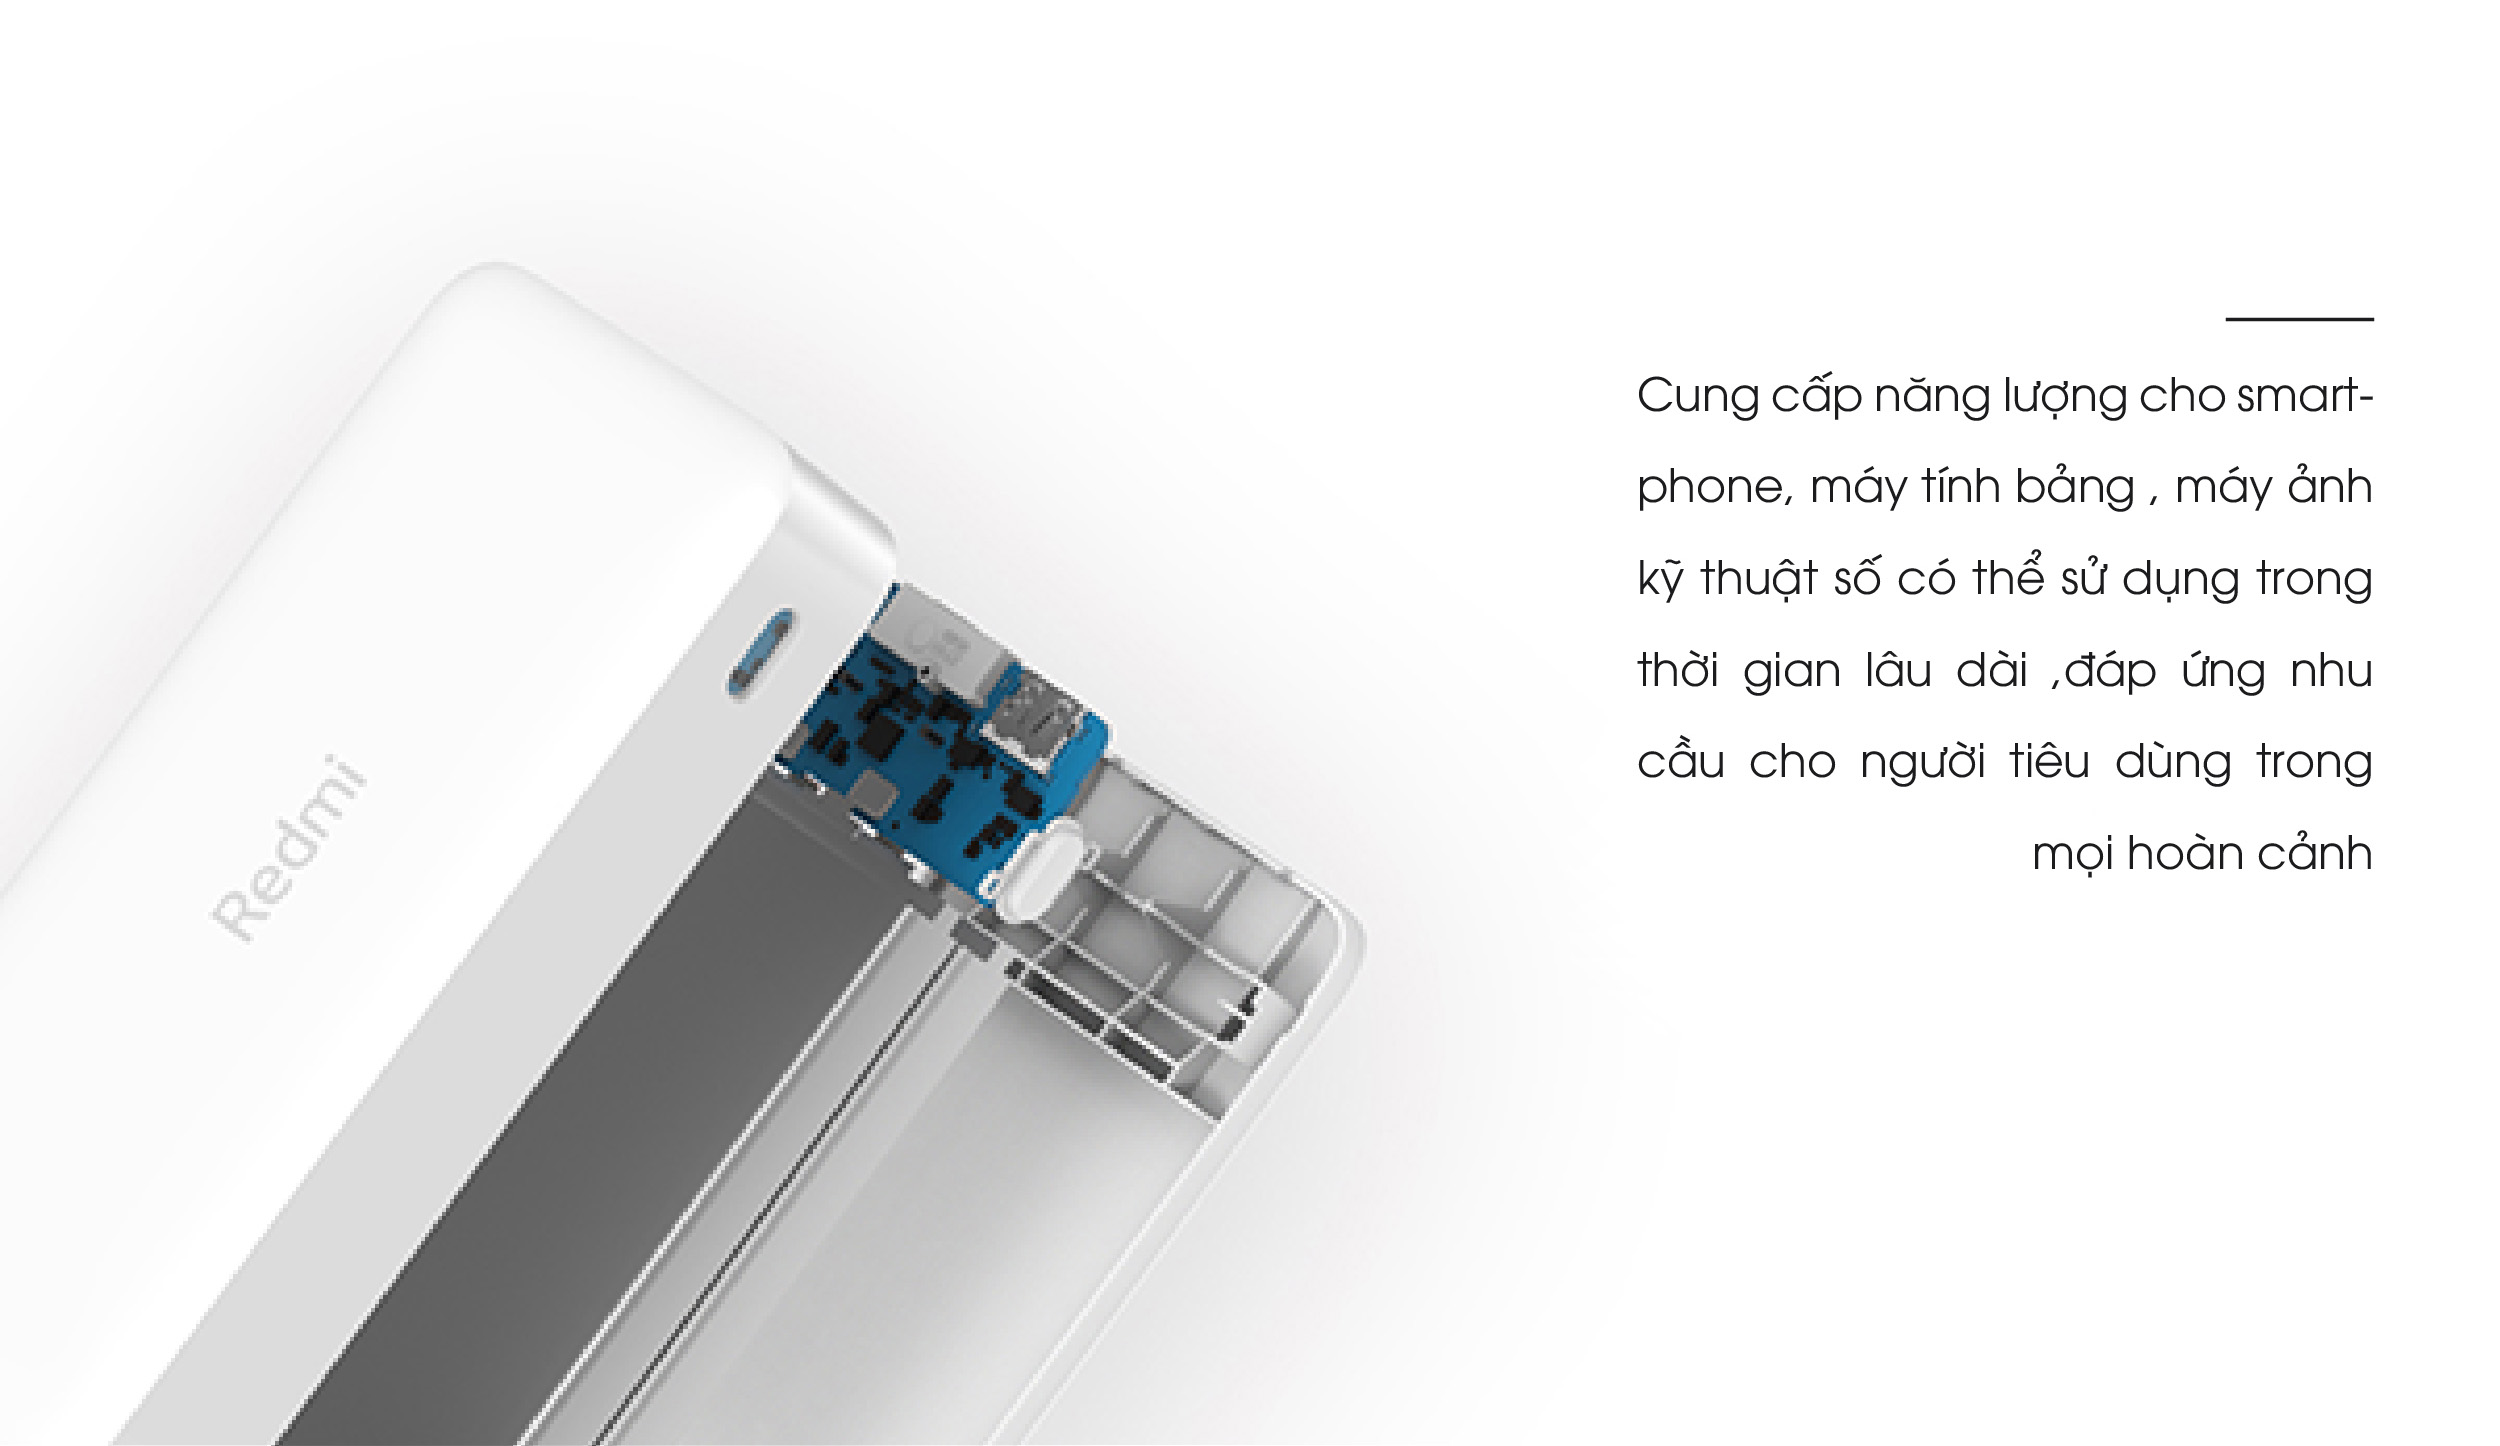 Cung cấp năng lượng cho smart-
phone, máy tính bảng , máy ảnh
kỹ thuật số có thể sử dụng trong
thời gian lâu dài ,đáp ứng nhu
cầu cho người tiêu dùng trong
mọi hoàn cảnh
Redmi